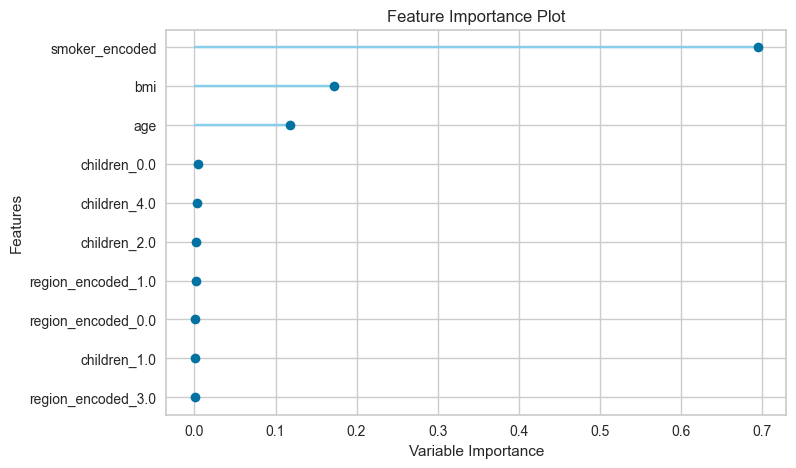 Feature Importance Plot
Features
smoker_encoded
bmi
age
children_0.0
children_4.0
children_2.0
region_encoded_1.0
region_encoded_0.0
children_1.0
region_encoded_3.0
0.0 0.1 0.2 0.3 0.4 0.5 0.6 0.7
Variable Importance